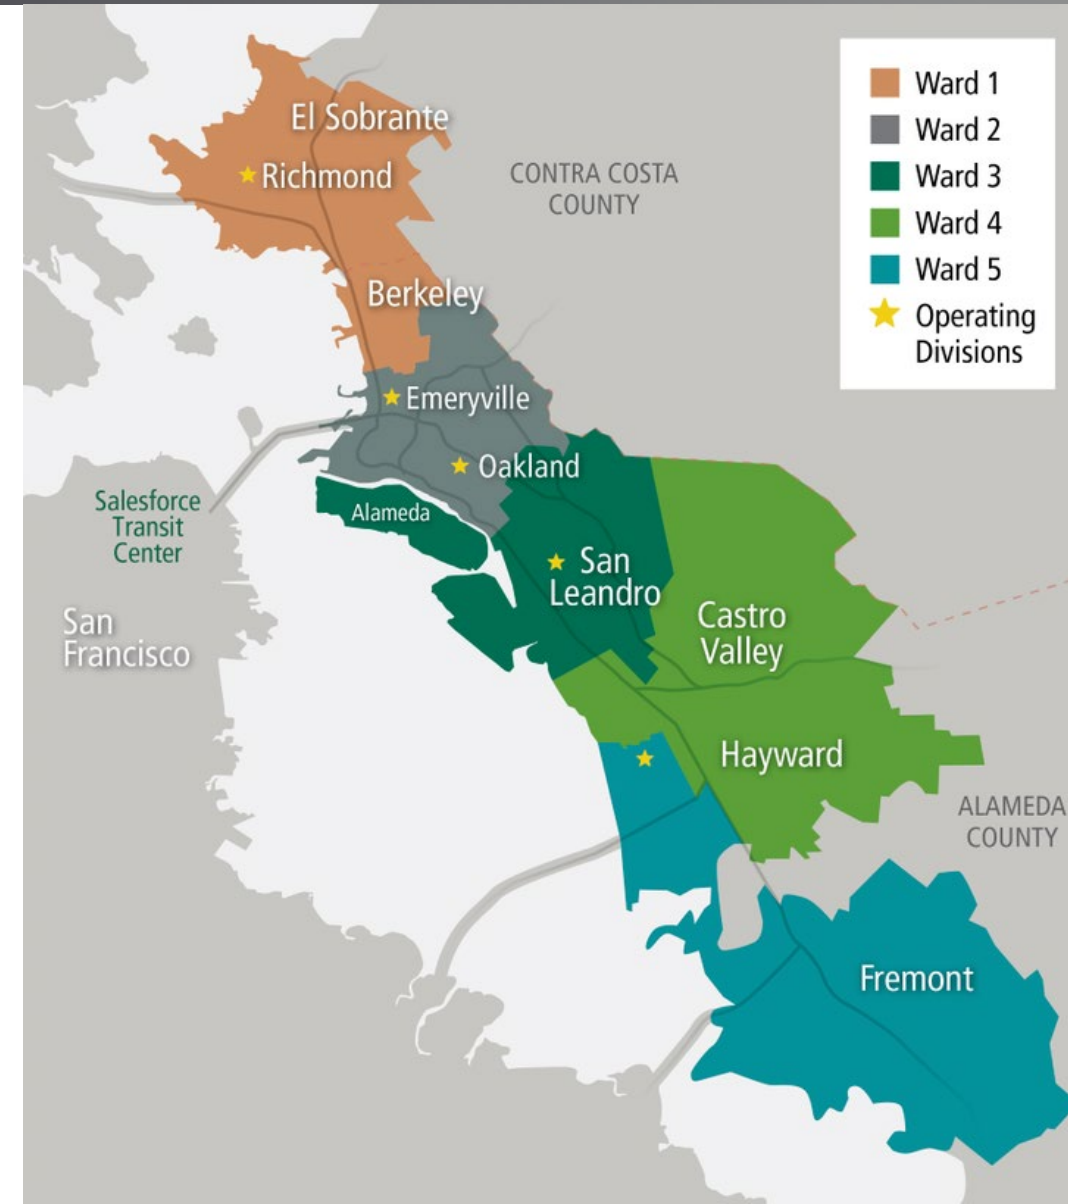 Ward 1
Ward 2
Ward 3
Ward 4
Ward 5
Operating
Divisions
El Sobrante
Richmond
CONTRA COSTA
COUNTY
Berkeley
Emeryville
Oakland
Salesforce
Transit
Center
Alameda
San
Leandro
San
Francisco
Castro
Valley
Hayward
ALAMEDA
COUNTY
Fremont